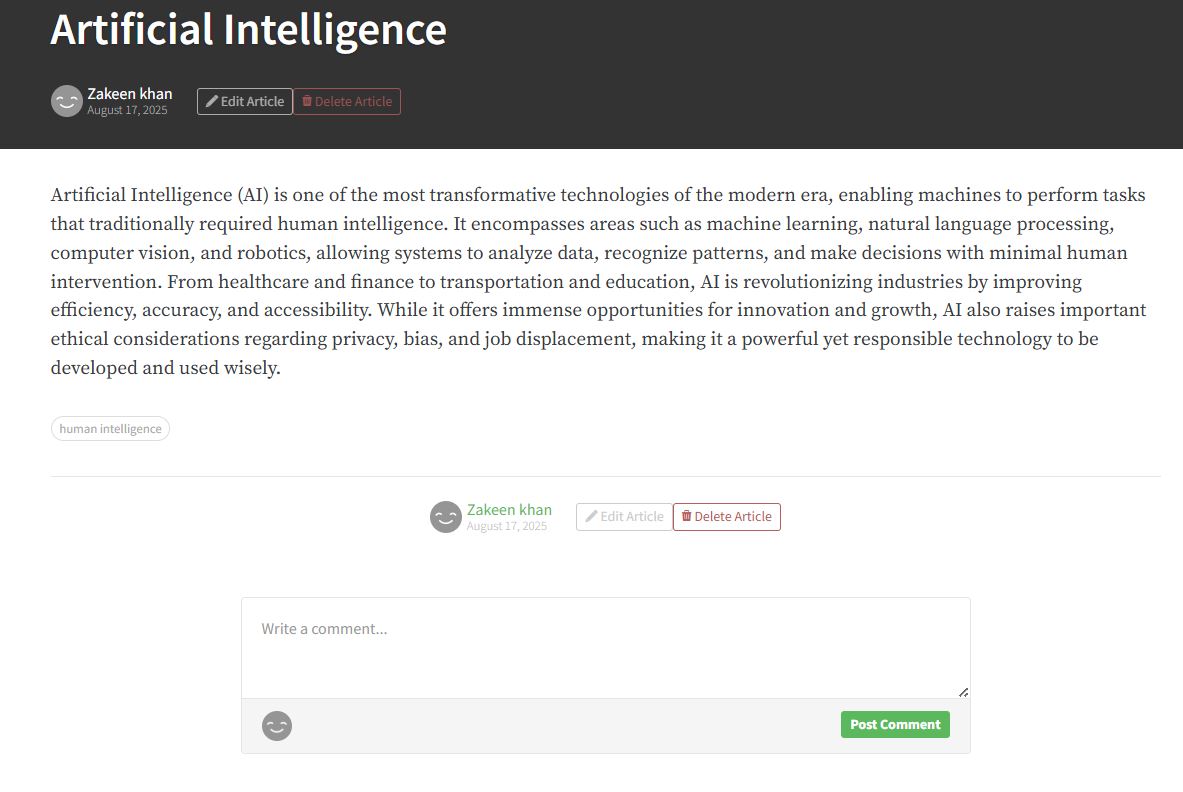 Artificial Intelligence
Zakeen khan
August 17, 2025
Edit Article
Delete Article
Artificial Intelligence (AI) is one of the most transformative technologies of the modern era, enabling machines to perform tasks
that traditionally required human intelligence. It encompasses areas such as machine learning, natural language processing,
computer vision, and robotics, allowing systems to analyze data, recognize patterns, and make decisions with minimal human
intervention. From healthcare and finance to transportation and education, AI is revolutionizing industries by improving
efficiency, accuracy, and accessibility. While it offers immense opportunities for innovation and growth, AI also raises important
ethical considerations regarding privacy, bias, and job displacement, making it a powerful yet responsible technology to be
developed and used wisely.
human intelligence
Zakeen khan
August 17, 2025
Edit Article
Delete Article
Write a comment...
Post Comment